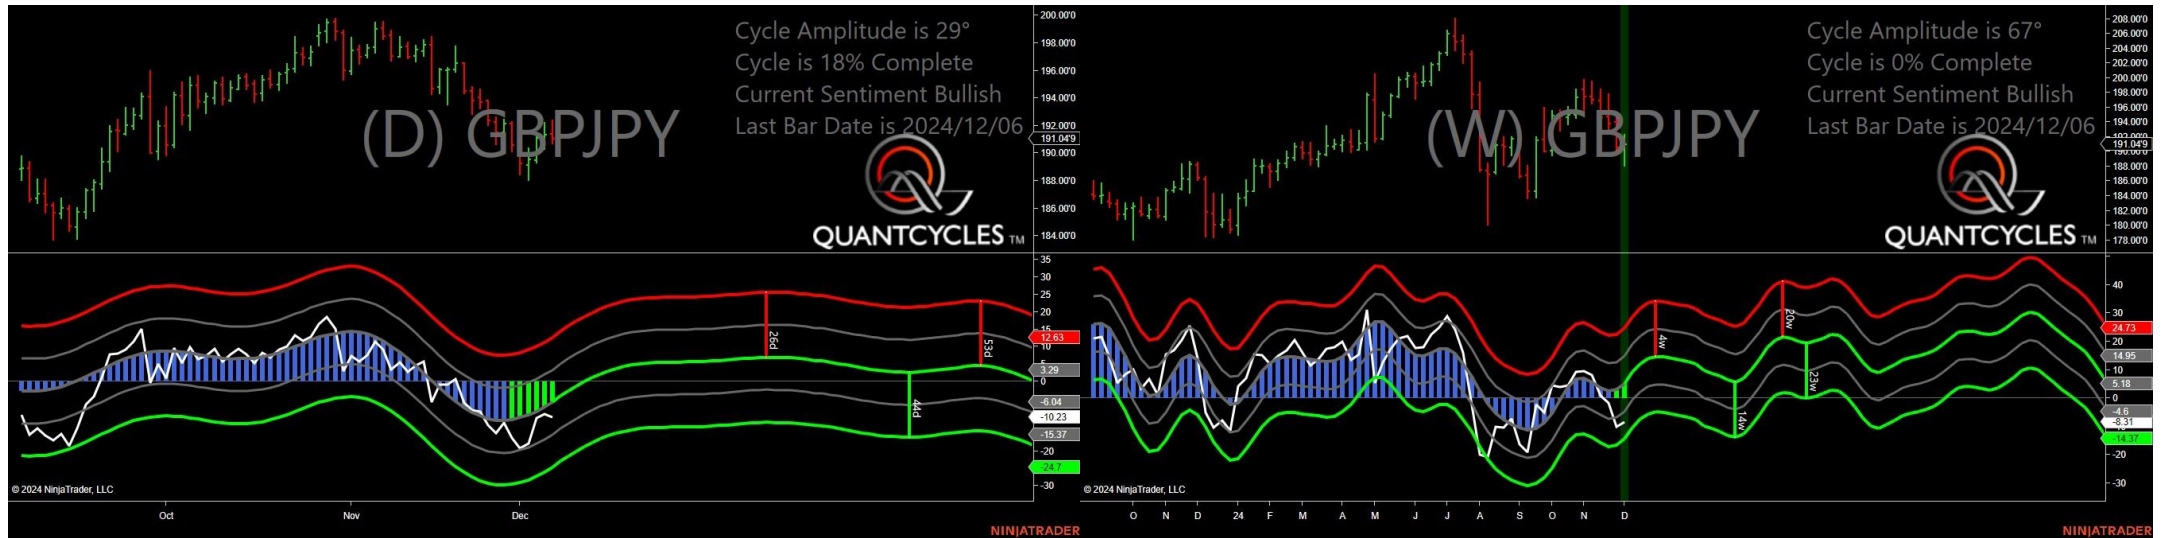 Cycle Amplitude is 29°
Cycle is 18% Complete
Current Sentiment Bullish
Last Bar Date is 2024/12/06
(D) GBPJPY
QUANTCYCLES TM
200.00'0
198.00'0
196.00'0
194.00'0
192.00'0
191.04'9
190.00'0
188.00'0
186.00'0
184.00'0
35
30
25
20
15
12.63
10
5
3.29
0
-6.04
-10.23
-15.37
-20
-24.7
-30
26d
44d
53d
© 2024 NinjaTrader, LLC
Oct Nov Dec
NINJATRADER
Cycle Amplitude is 67°
Cycle is 0% Complete
Current Sentiment Bullish
Last Bar Date is 2024/12/06
(W) GBPJPY
QUANTCYCLES TM
208.00'0
206.00'0
204.00'0
202.00'0
200.00'0
198.00'0
196.00'0
194.00'0
191.04'9
188.00'0
186.00'0
184.00'0
182.00'0
180.00'0
178.00'0
40
30
24.73
20
14.95
10
5.18
0
-4.6
-8.31
-14.37
-20
-30
4w
14w
20w
23w
© 2024 NinjaTrader, LLC
O N D 24 F M A M J J A S O N D
NINJATRADER